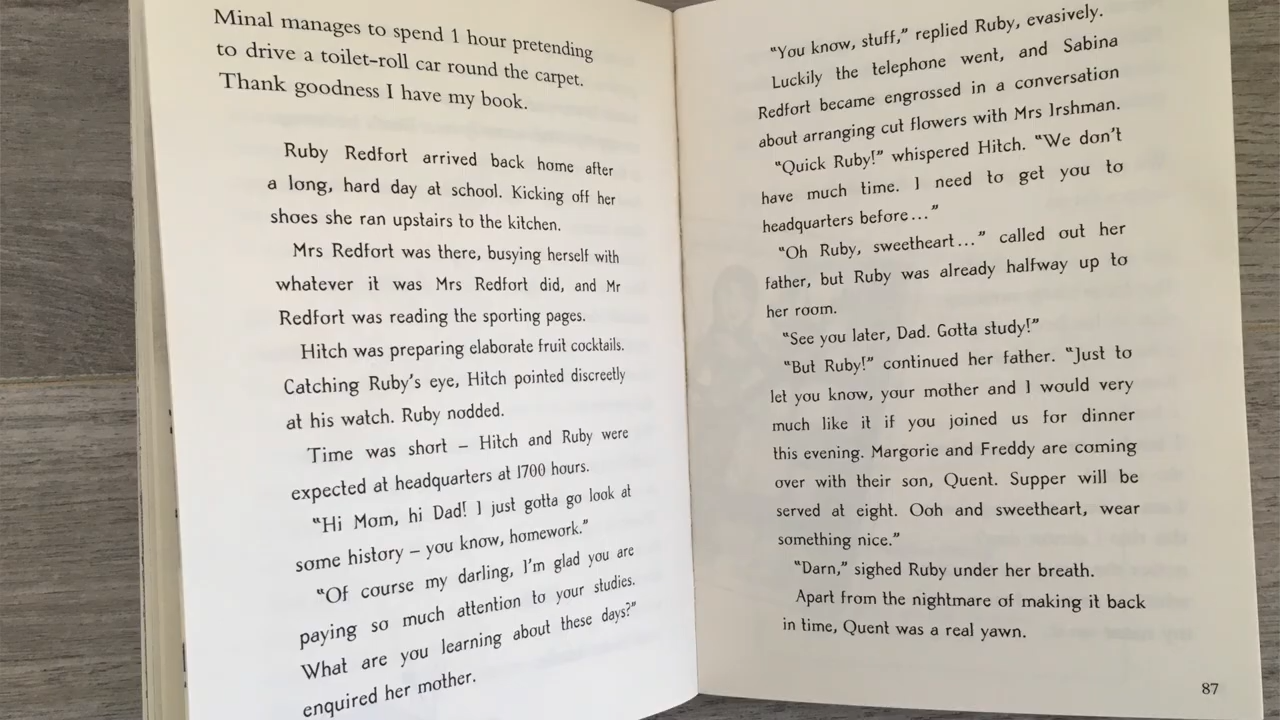 Minal manages to spend 1 hour pretending
to drive a toilet-roll car round the carpet.
Thank goodness I have my book.
Ruby Redfort arrived back home after
a long, hard day at school. Kicking off her
shoes she ran upstairs to the kitchen.
Mrs Redfort was there, busying herself with
whatever it was Mrs Redfort did, and Mr
Redfort was reading the sporting pages.
Hitch was preparing elaborate fruit cocktails.
Catching Ruby's eye, Hitch pointed discreetly
at his watch. Ruby nodded.
Time was short – Hitch and Ruby were
expected at headquarters at 1700 hours.
"Hi Mom, hi Dad! I just gotta go look at
some history – you know, homework."
"Of course my darling, I'm glad you are
paying so much attention to your studies.
What are you learning about these days?"
enquired her mother.
"You know, stuff," replied Ruby, evasively.
Luckily the telephone went, and Sabina
Redfort became engrossed in a conversation
about arranging cut flowers with Mrs Irshman.
"Quick Ruby!" whispered Hitch. "We don't
have much time. I need to get you to
headquarters before..."
"Oh Ruby, sweetheart..." called out her
father, but Ruby was already halfway up to
her room.
"See you later, Dad. Gotta study!"
"But Ruby!" continued her father. "Just to
let you know, your mother and I would very
much like it if you joined us for dinner
this evening. Margorie and Freddy are coming
over with their son, Quent. Supper will be
served at eight. Ooh and sweetheart, wear
something nice."
"Darn," sighed Ruby under her breath.
Apart from the nightmare of making it back
in time, Quent was a real yawn.
87